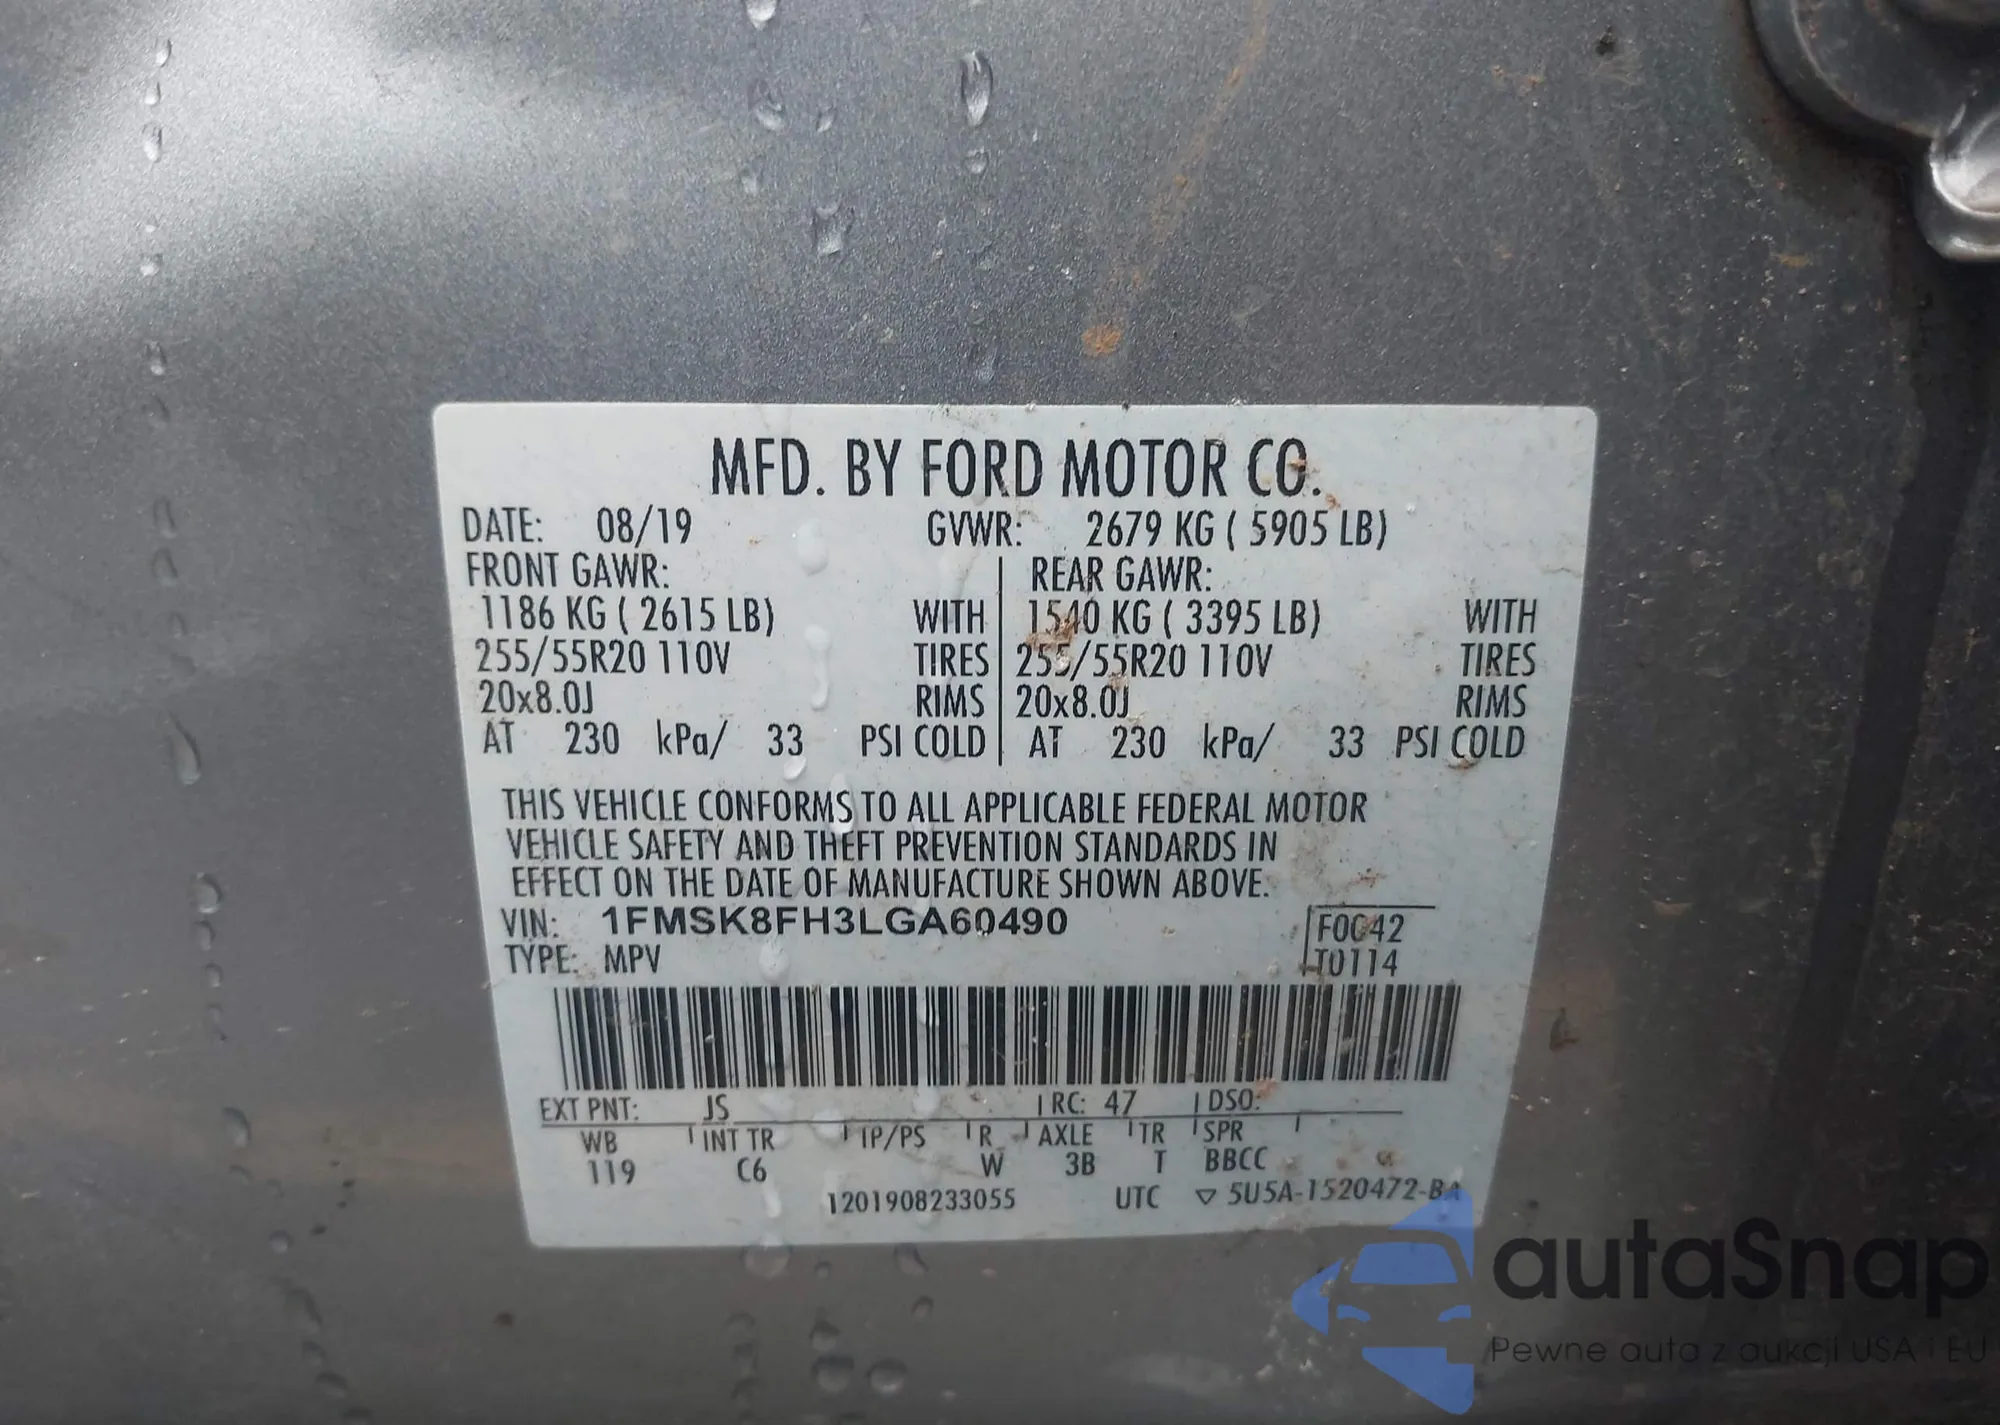 MFD. BY FORD MOTOR CO.
DATE: 08/19 GVWR: 2679 KG ( 5905 LB)
FRONT GAWR: REAR GAWR:
1186 KG ( 2615 LB) WITH 1540 KG ( 3395 LB) WITH
255/55R20 110V TIRES 255/55R20 110V TIRES
20x8.0J RIMS 20x8.0J RIMS
AT 230 kPa/ 33 PSI COLD AT 230 kPa/ 33 PSI COLD
THIS VEHICLE CONFORMS TO ALL APPLICABLE FEDERAL MOTOR
VEHICLE SAFETY AND THEFT PREVENTION STANDARDS IN
EFFECT ON THE DATE OF MANUFACTURE SHOWN ABOVE.
VIN: 1FMSK8FH3LGA60490 F0042
TYPE: MPV T0114
EXT PNT: JS RC: 47 DSO:
WB INT TR IP/PS R AXLE TR SPR
119 C6 W 3B T BBCC
1201908233055 UTC ▽ 5U5A-1520472-BA
autaSnap
Pewne auta z aukcji USA i EU